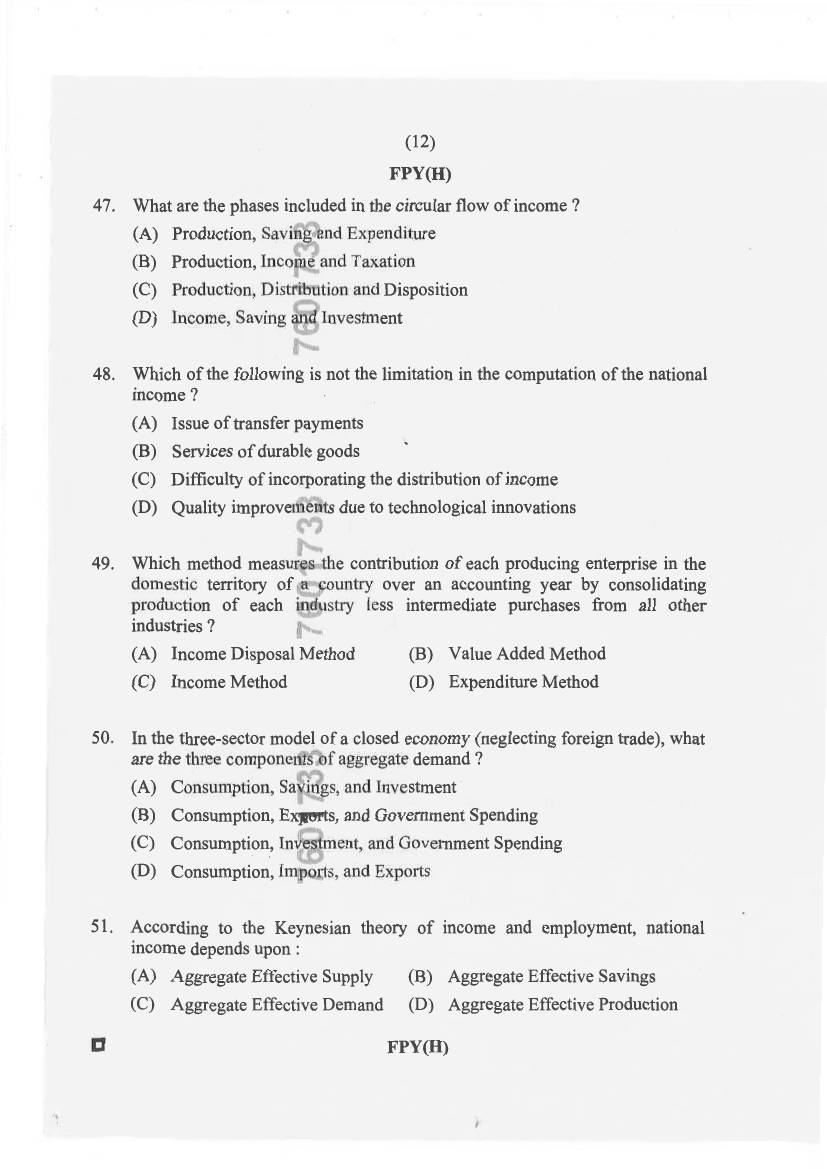 (12)
FPY(H)
47. What are the phases included in the circular flow of income ?
(A) Production, Saving and Expenditure
(B) Production, Income and Taxation
(C) Production, Distribution and Disposition
(D) Income, Saving and Investment
7601738
48. Which of the following is not the limitation in the computation of the national
income ?
(A) Issue of transfer payments
(B) Services of durable goods
(C) Difficulty of incorporating the distribution of income
(D) Quality improvements due to technological innovations
7601738
49. Which method measures the contribution of each producing enterprise in the
domestic territory of a country over an accounting year by consolidating
production of each industry less intermediate purchases from all other
industries ?
(A) Income Disposal Method (B) Value Added Method
(C) Income Method (D) Expenditure Method
50. In the three-sector model of a closed economy (neglecting foreign trade), what
are the three components of aggregate demand ?
(A) Consumption, Savings, and Investment
(B) Consumption, Exports, and Government Spending
(C) Consumption, Investment, and Government Spending
(D) Consumption, Imports, and Exports
7601738
51. According to the Keynesian theory of income and employment, national
income depends upon :
(A) Aggregate Effective Supply (B) Aggregate Effective Savings
(C) Aggregate Effective Demand (D) Aggregate Effective Production
FPY(H)